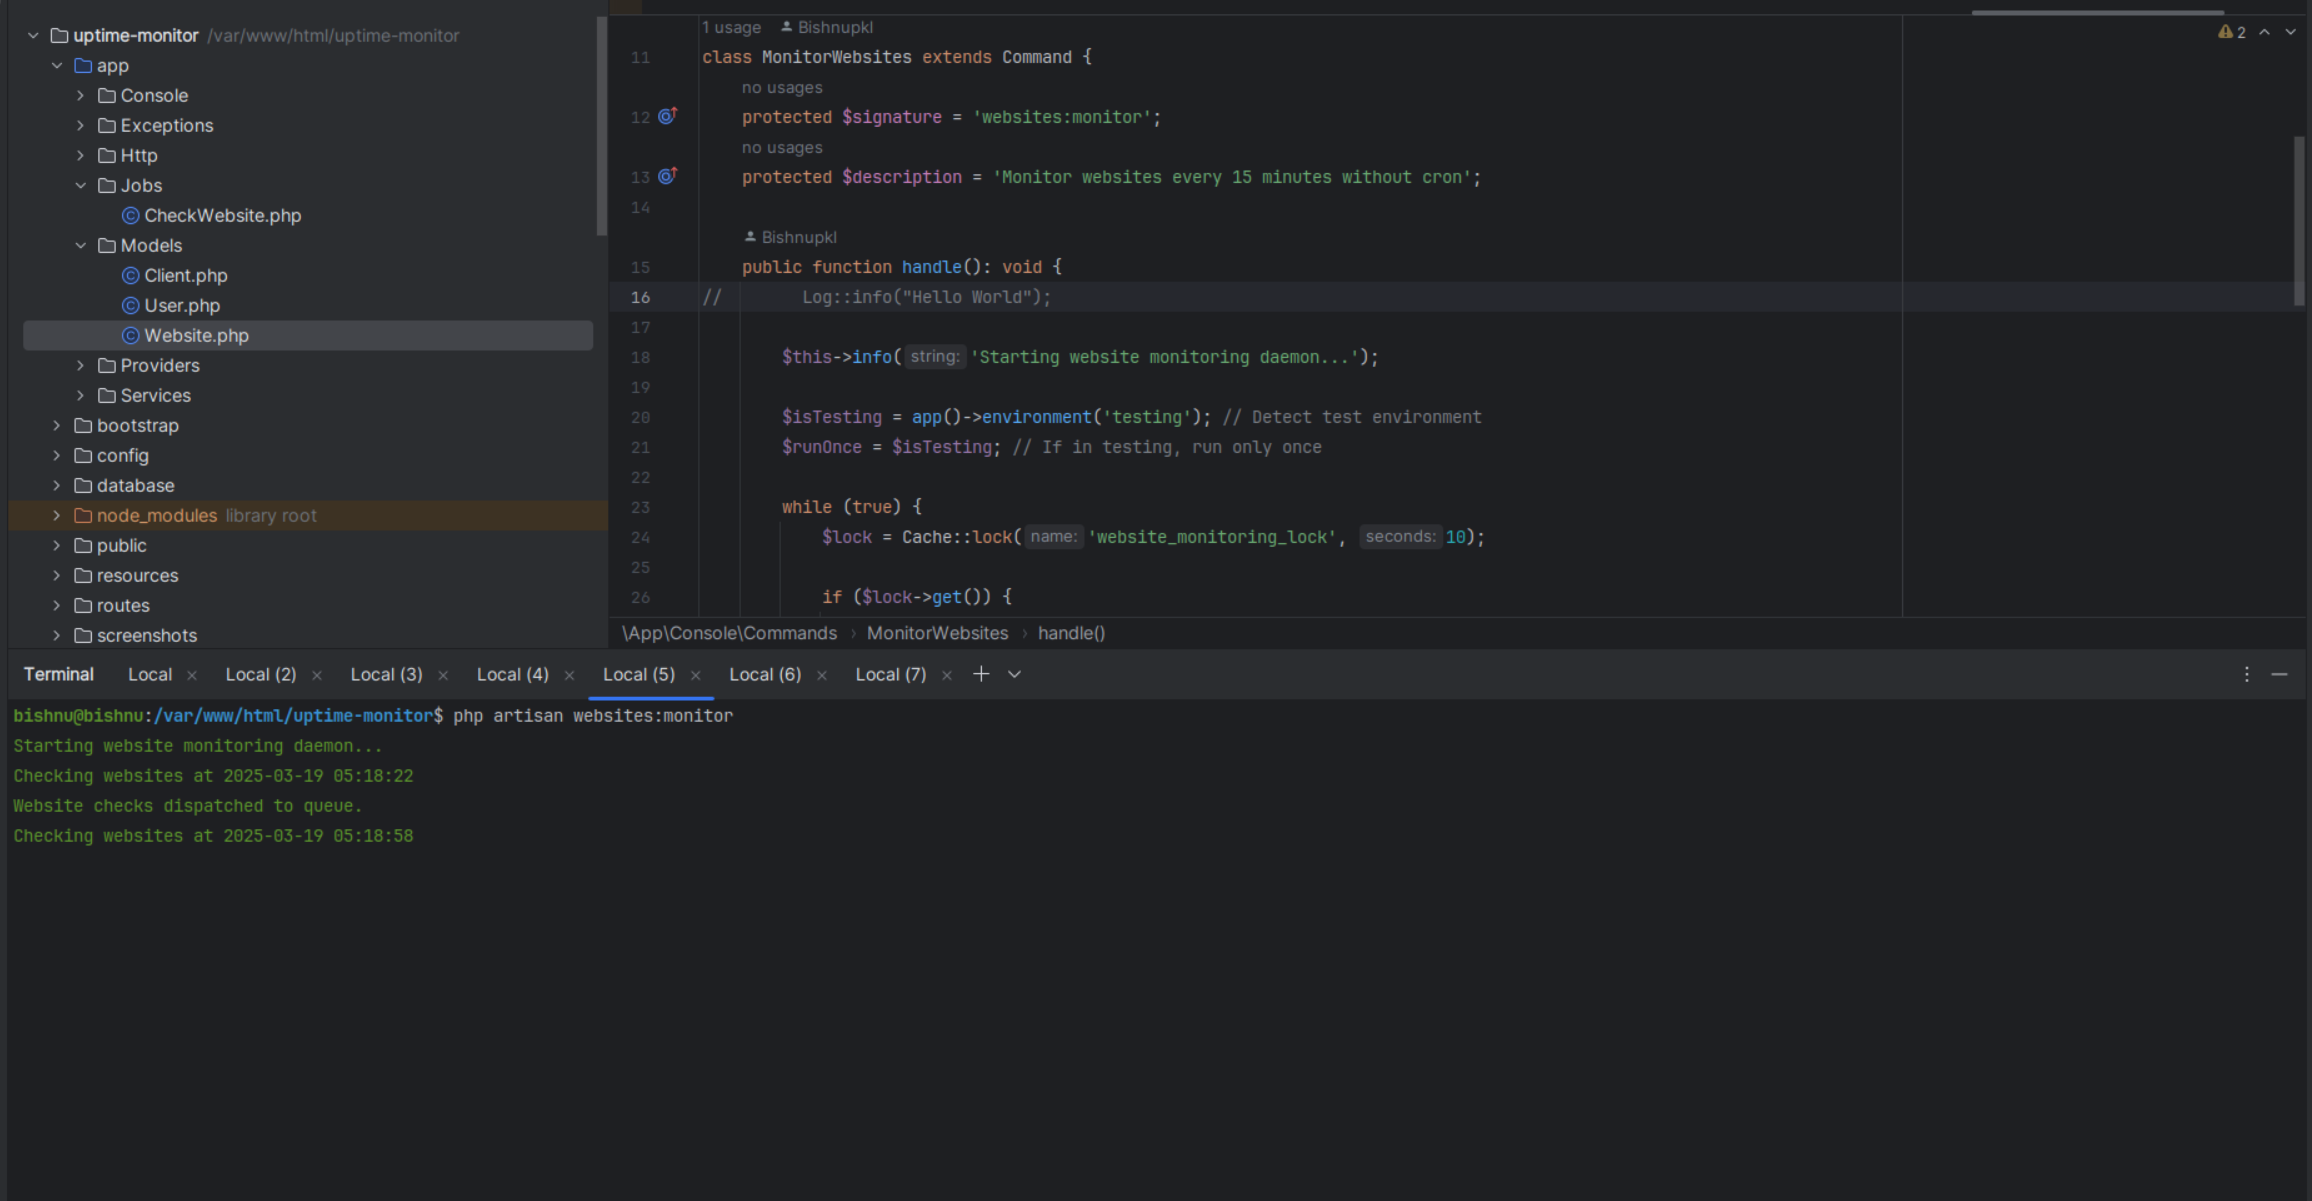 uptime-monitor /var/www/html/uptime-monitor
app
Console
Exceptions
Http
Jobs
CheckWebsite.php
Models
Client.php
User.php
Website.php
Providers
Services
bootstrap
config
database
node_modules library root
public
resources
routes
screenshots
1 usage Bishnupkl
2
11 class MonitorWebsites extends Command {
no usages
12 protected $signature = 'websites:monitor';
no usages
13 protected $description = 'Monitor websites every 15 minutes without cron';
14
Bishnupkl
15 public function handle(): void {
16 // Log::info("Hello World");
17
18 $this->info( string: 'Starting website monitoring daemon...');
19
20 $isTesting = app()->environment('testing'); // Detect test environment
21 $runOnce = $isTesting; // If in testing, run only once
22
23 while (true) {
24 $lock = Cache::lock( name: 'website_monitoring_lock', seconds: 10);
25
26 if ($lock->get()) {
\App\Console\Commands › MonitorWebsites › handle()
Terminal Local × Local (2) × Local (3) × Local (4) × Local (5) × Local (6) × Local (7) ×
bishnu@bishnu:/var/www/html/uptime-monitor$ php artisan websites:monitor
Starting website monitoring daemon...
Checking websites at 2025-03-19 05:18:22
Website checks dispatched to queue.
Checking websites at 2025-03-19 05:18:58